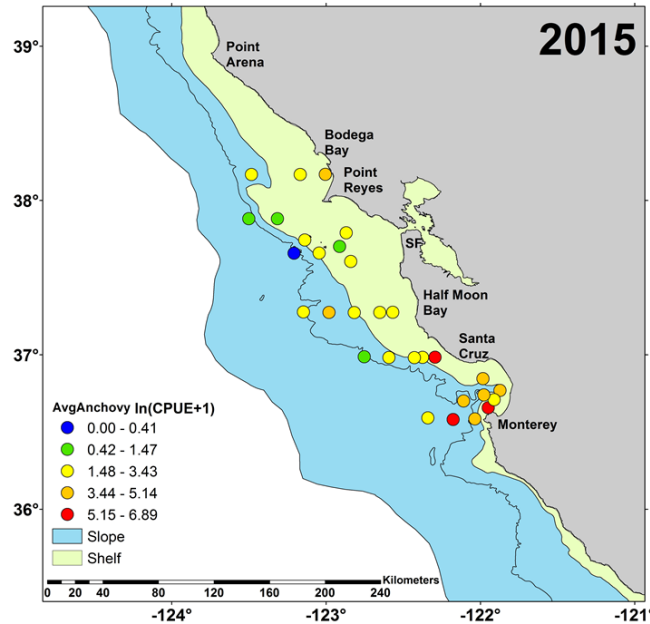 2015
39°
38°
37°
36°
Point
Arena
Bodega
Bay
Point
Reyes
SF
Half Moon
Bay
Santa
Cruz
Monterey
AvgAnchovy ln(CPUE+1)
0.00 - 0.41
0.42 - 1.47
1.48 - 3.43
3.44 - 5.14
5.15 - 6.89
Slope
Shelf
Kilometers
0 20 40 80 120 160 200 240
-124° -123° -122° -121°